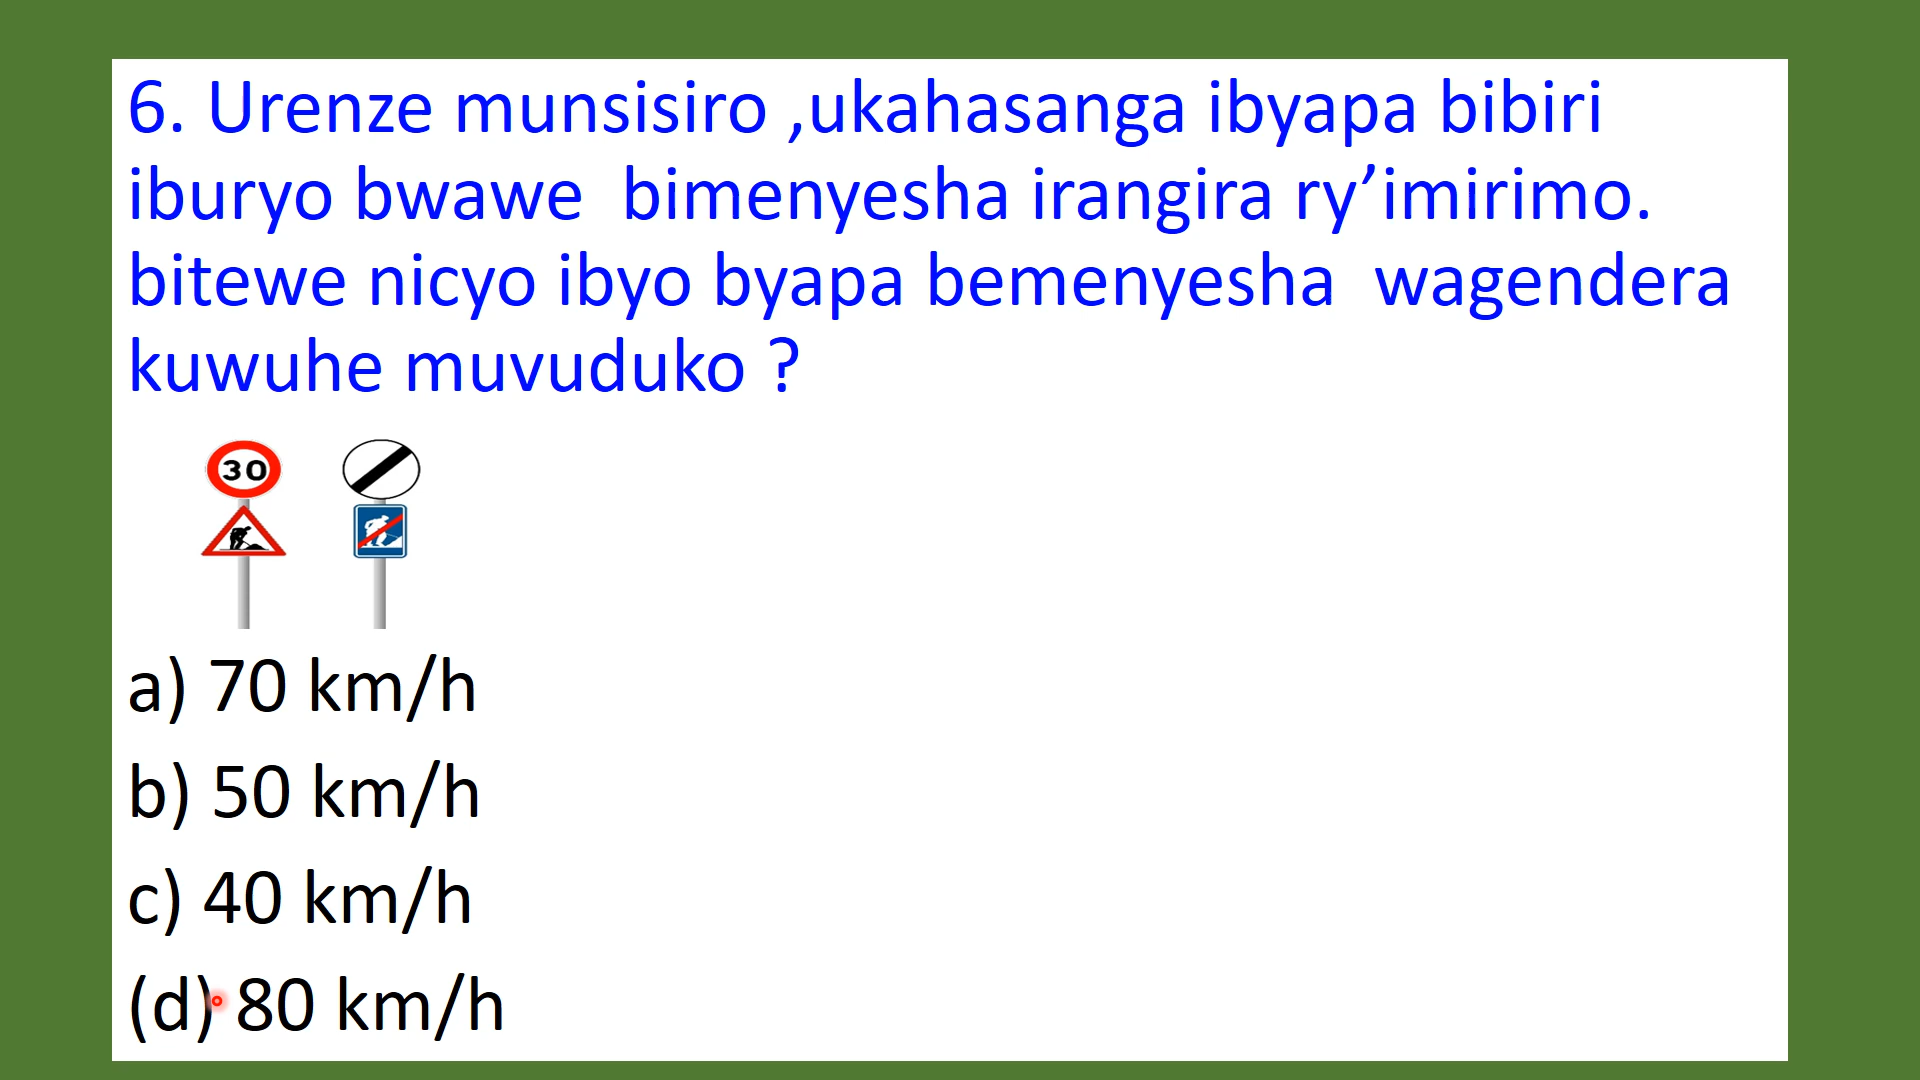 6. Urenze munsisiro ,ukahasanga ibyapa bibiri
iburyo bwawe bimenyesha irangira ry’imirimo.
bitewe nicyo ibyo byapa bemenyesha wagendera
kuwuhe muvuduko ?
30
a) 70 km/h
b) 50 km/h
c) 40 km/h
(d) 80 km/h